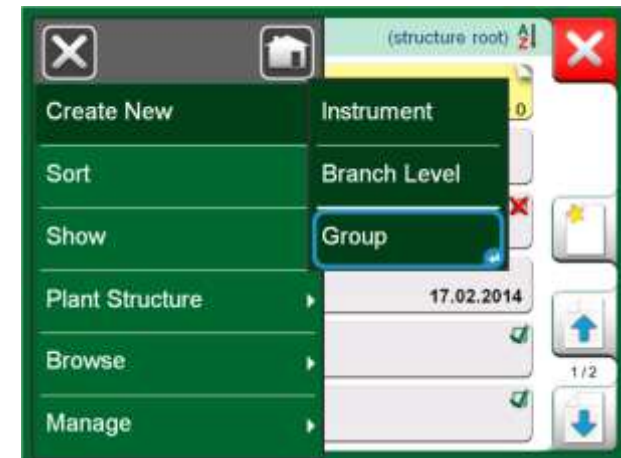 (structure root) A Z
Create New
Instrument
0
Sort
Branch Level
Show
Group
Plant Structure
17.02.2014
Browse
1/2
Manage